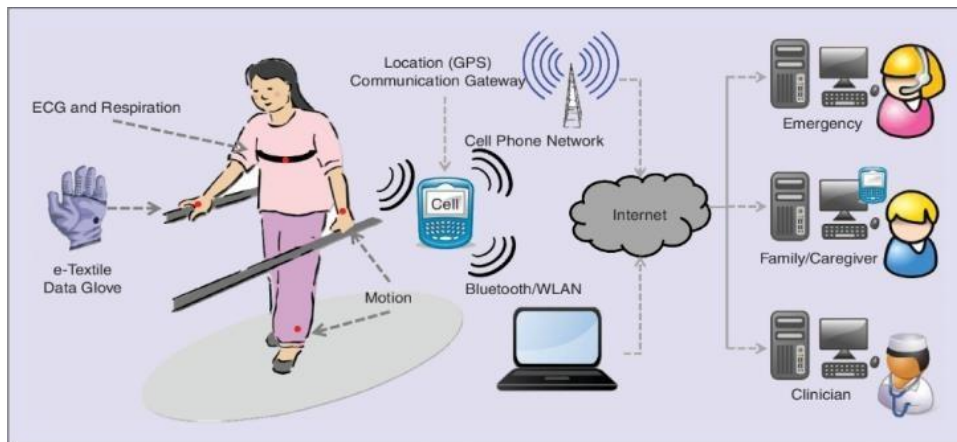 ECG and Respiration
e-Textile
Data Glove
Motion
Location (GPS)
Communication Gateway
Cell
Cell Phone Network
Bluetooth/WLAN
Internet
Emergency
Family/Caregiver
Clinician